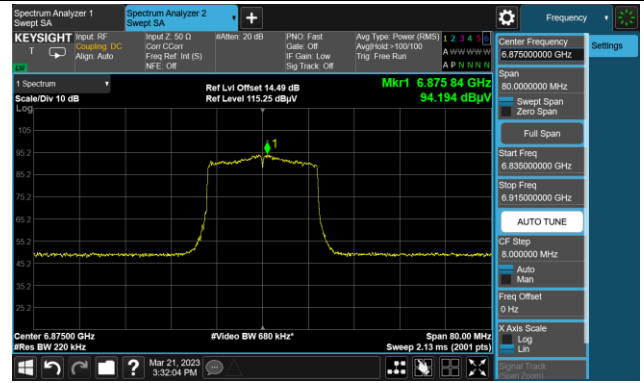 Spectrum Analyzer 1
Swept SA
Spectrum Analyzer 2
Swept SA
Frequency
KEYSIGHT
Input: RF
Coupling: DC
Align: Auto
Input Z: 50 Ω
Corr CCorr
Freq Ref: Int (S)
NFE: Off
#Atten: 20 dB
PNO: Fast
Gate: Off
IF Gain: Low
Sig Track: Off
Avg Type: Power (RMS)
Avg|Hold:>100/100
Trig: Free Run
1 2 3 4 5 6
A W W W W W
A P N N N N
LXI
1 Spectrum
Scale/Div 10 dB
Log
Ref Lvl Offset 14.49 dB
Ref Level 115.25 dBµV
Mkr1 6.875 84 GHz
94.194 dBµV
105
95.2
85.2
75.2
65.2
55.2
45.2
35.2
25.2
1
Center 6.87500 GHz
#Res BW 220 kHz
#Video BW 680 kHz*
Span 80.00 MHz
Sweep 2.13 ms (2001 pts)
Mar 21, 2023
3:32:04 PM
Center Frequency
6.875000000 GHz
Settings
Span
80.0000000 MHz
Swept Span
Zero Span
Full Span
Start Freq
6.835000000 GHz
Stop Freq
6.915000000 GHz
AUTO TUNE
CF Step
8.000000 MHz
Auto
Man
Freq Offset
0 Hz
X Axis Scale
Log
Lin
Signal Track
(Span Zoom)